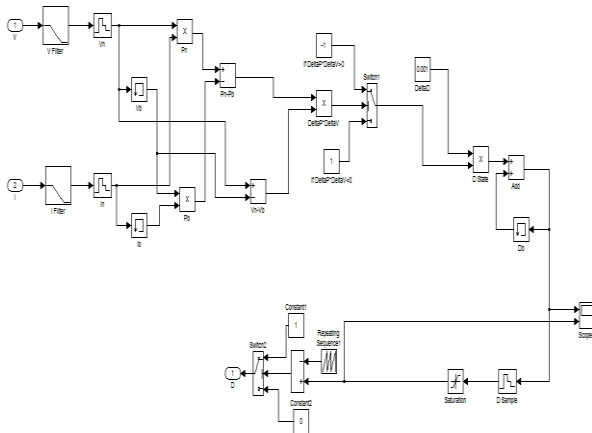 1
V
V Filter
Vn
X
Pn
+
-
Pn-Pb
Vb
-1
If DeltaP*DeltaV>0
Switch1
X
DeltaP*DeltaV
0.001
DeltaD
1
If DeltaP*DeltaV<0
X
D State
+
+
Add
2
I
I Filter
In
Ib
X
Pb
+
-
Vn-Vb
Db
Scope
Constant1
1
Repeating
Sequence1
Switch2
1
D
-
+
Constant2
0
Saturation
D Sample